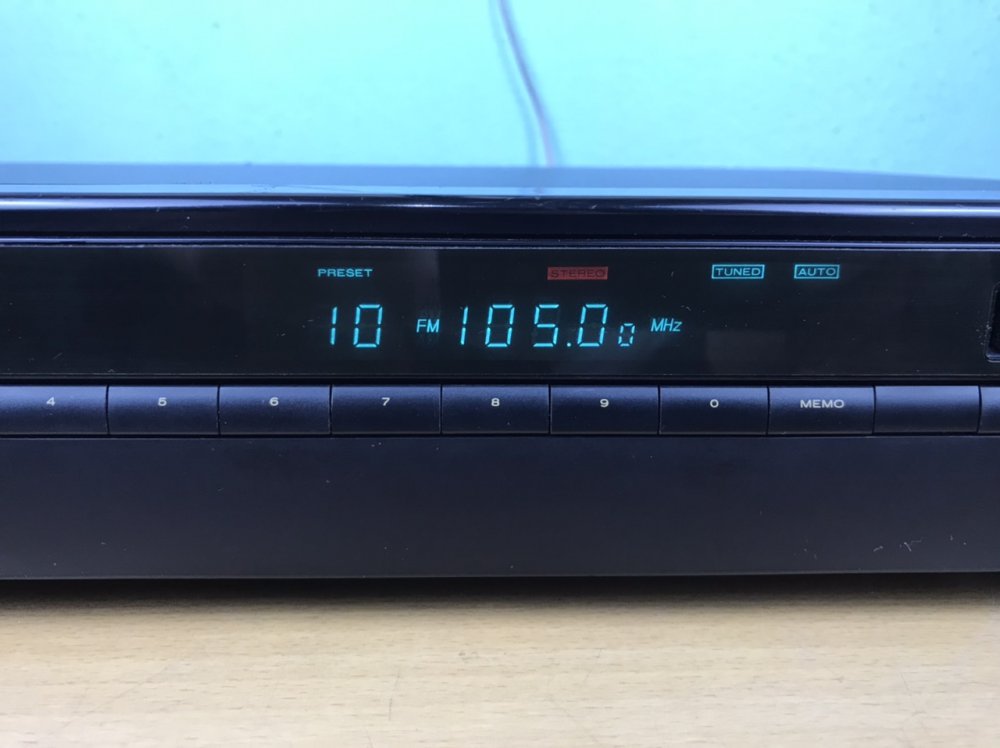 PRESET STEREO TUNED AUTO
10 FM 105.00 MHz
4 5 6 7 8 9 0 MEMO